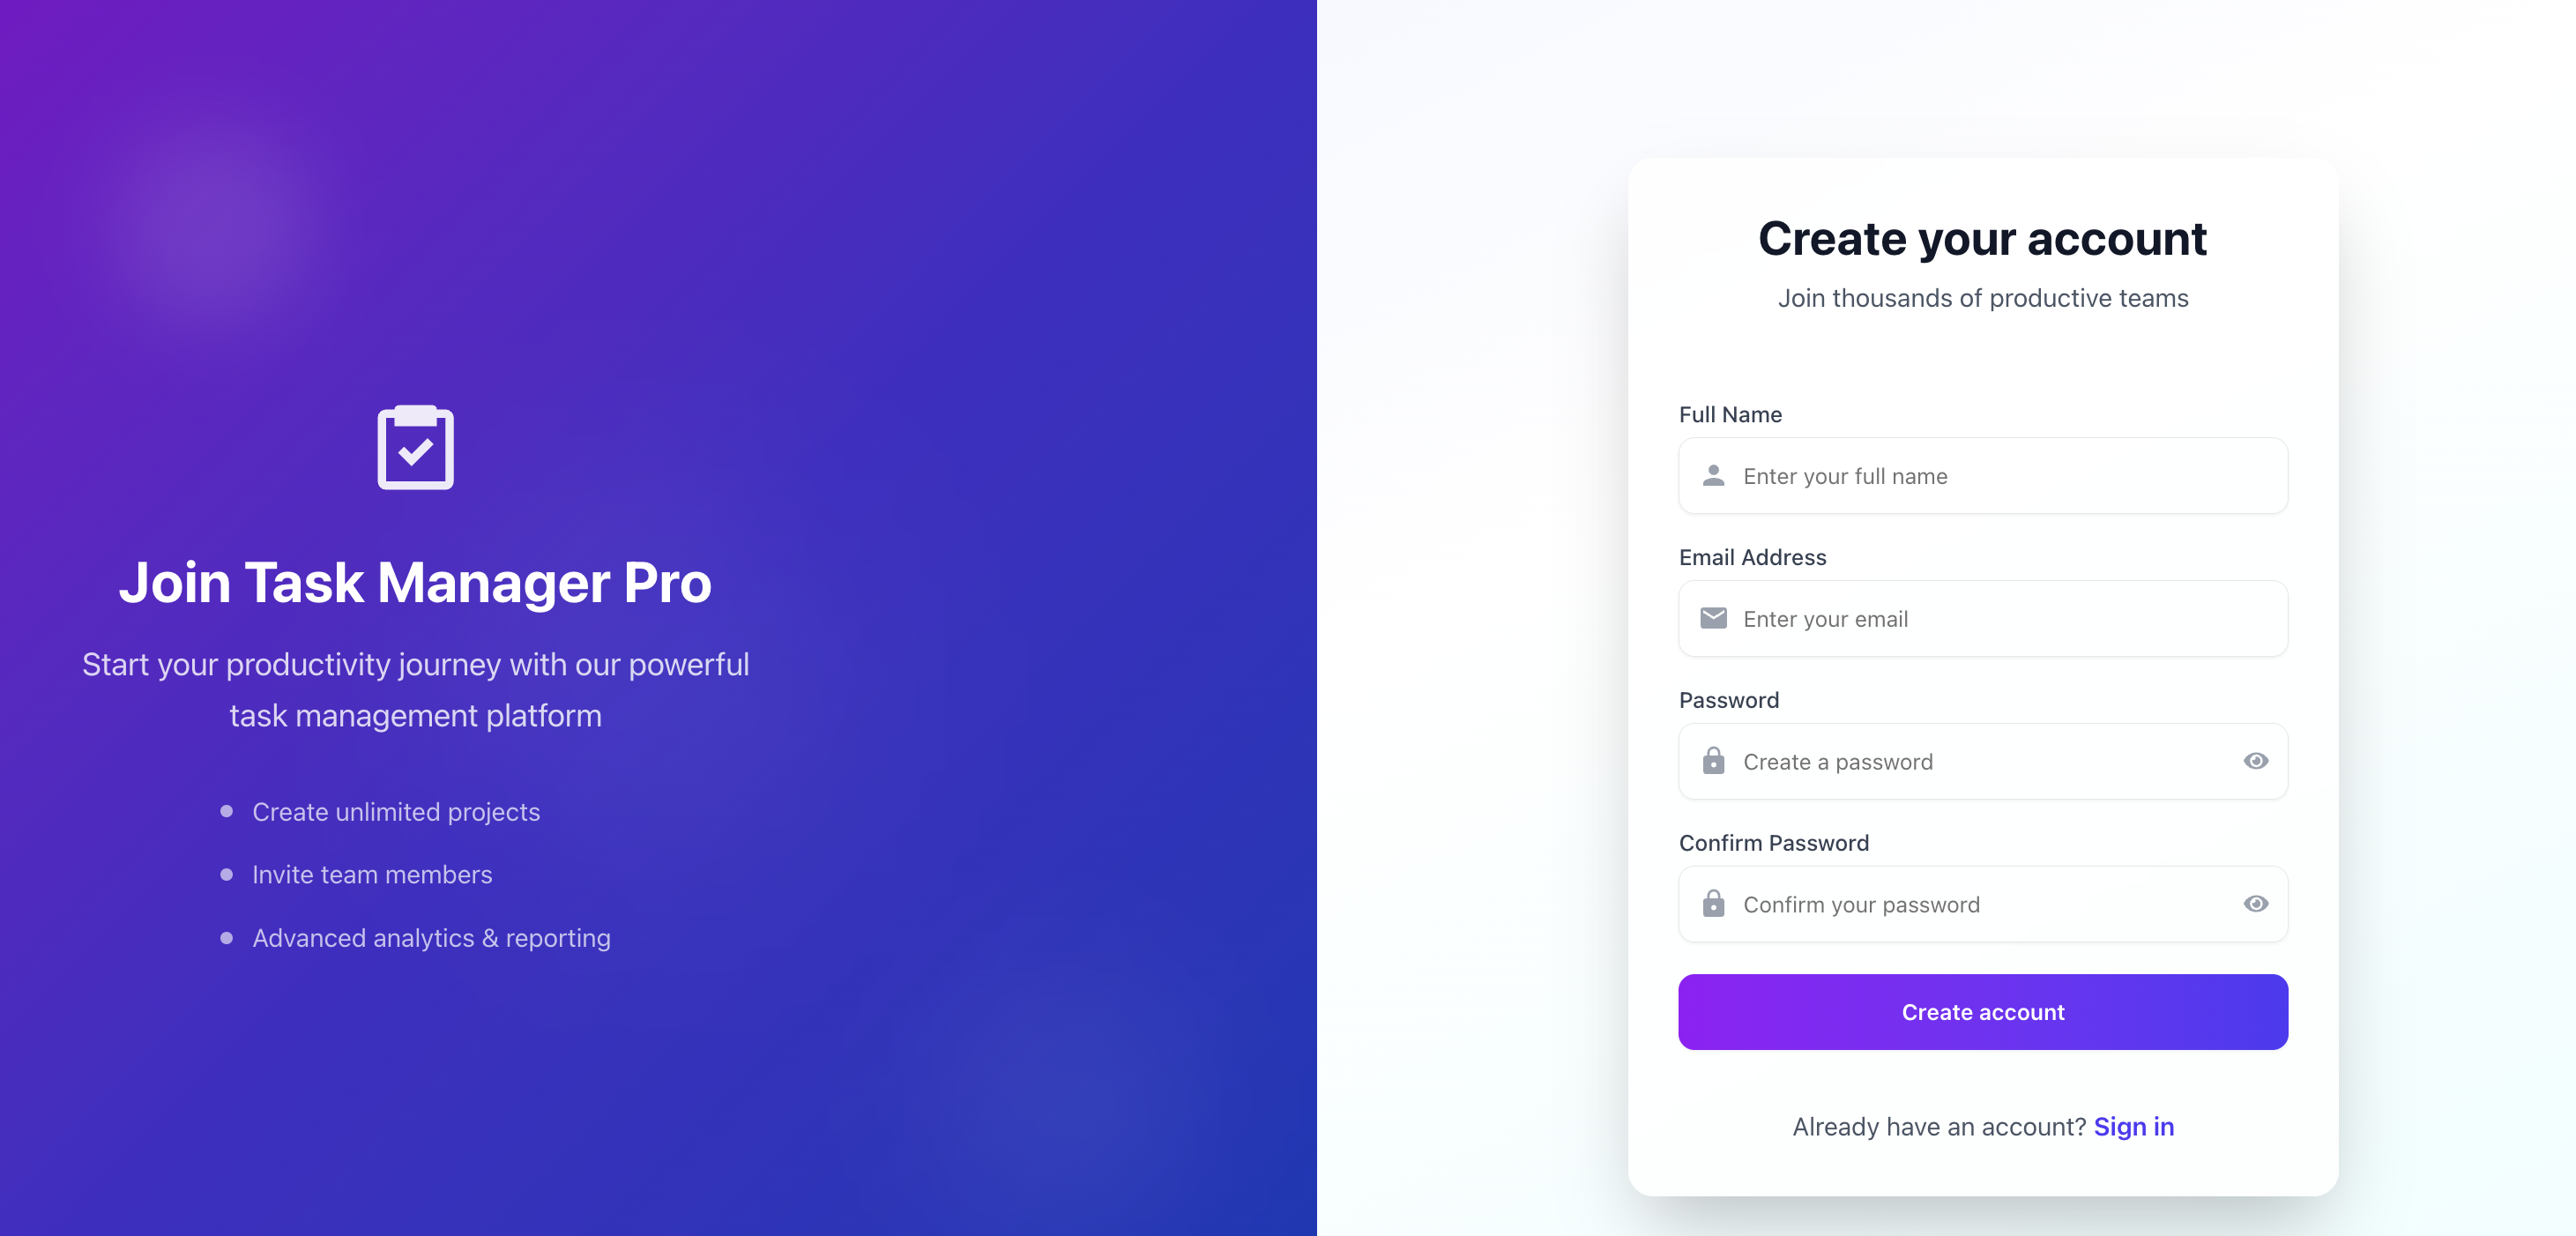 Join Task Manager Pro
Start your productivity journey with our powerful
task management platform
Create unlimited projects
Invite team members
Advanced analytics & reporting
Create your account
Join thousands of productive teams
Full Name
Enter your full name
Email Address
Enter your email
Password
Create a password
Confirm Password
Confirm your password
Create account
Already have an account? Sign in